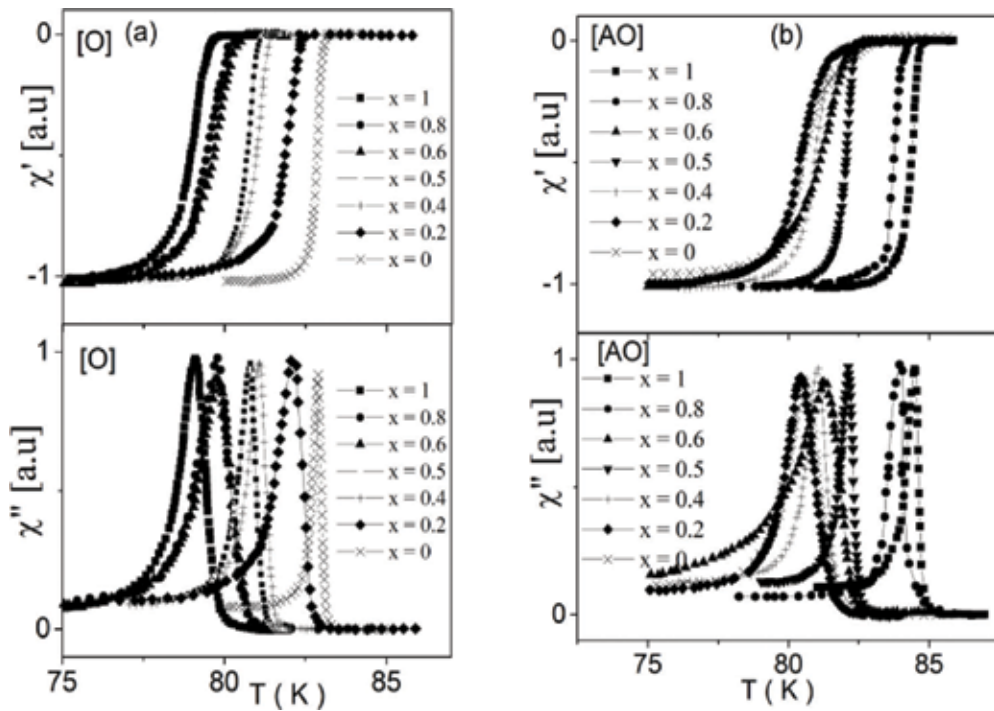 0
[O]
(a)
χ' [a.u]
x = 1
x = 0.8
x = 0.6
x = 0.5
x = 0.4
x = 0.2
x = 0
-1
1
[O]
χ'' [a.u]
x = 1
x = 0.8
x = 0.6
x = 0.5
x = 0.4
x = 0.2
x = 0
0
75
80
85
T ( K )
0
[AO]
(b)
χ' [a.u]
x = 1
x = 0.8
x = 0.6
x = 0.5
x = 0.4
x = 0.2
x = 0
-1
1
[AO]
χ'' [a.u]
x = 1
x = 0.8
x = 0.6
x = 0.5
x = 0.4
x = 0.2
x = 0
0
75
80
85
T ( K )